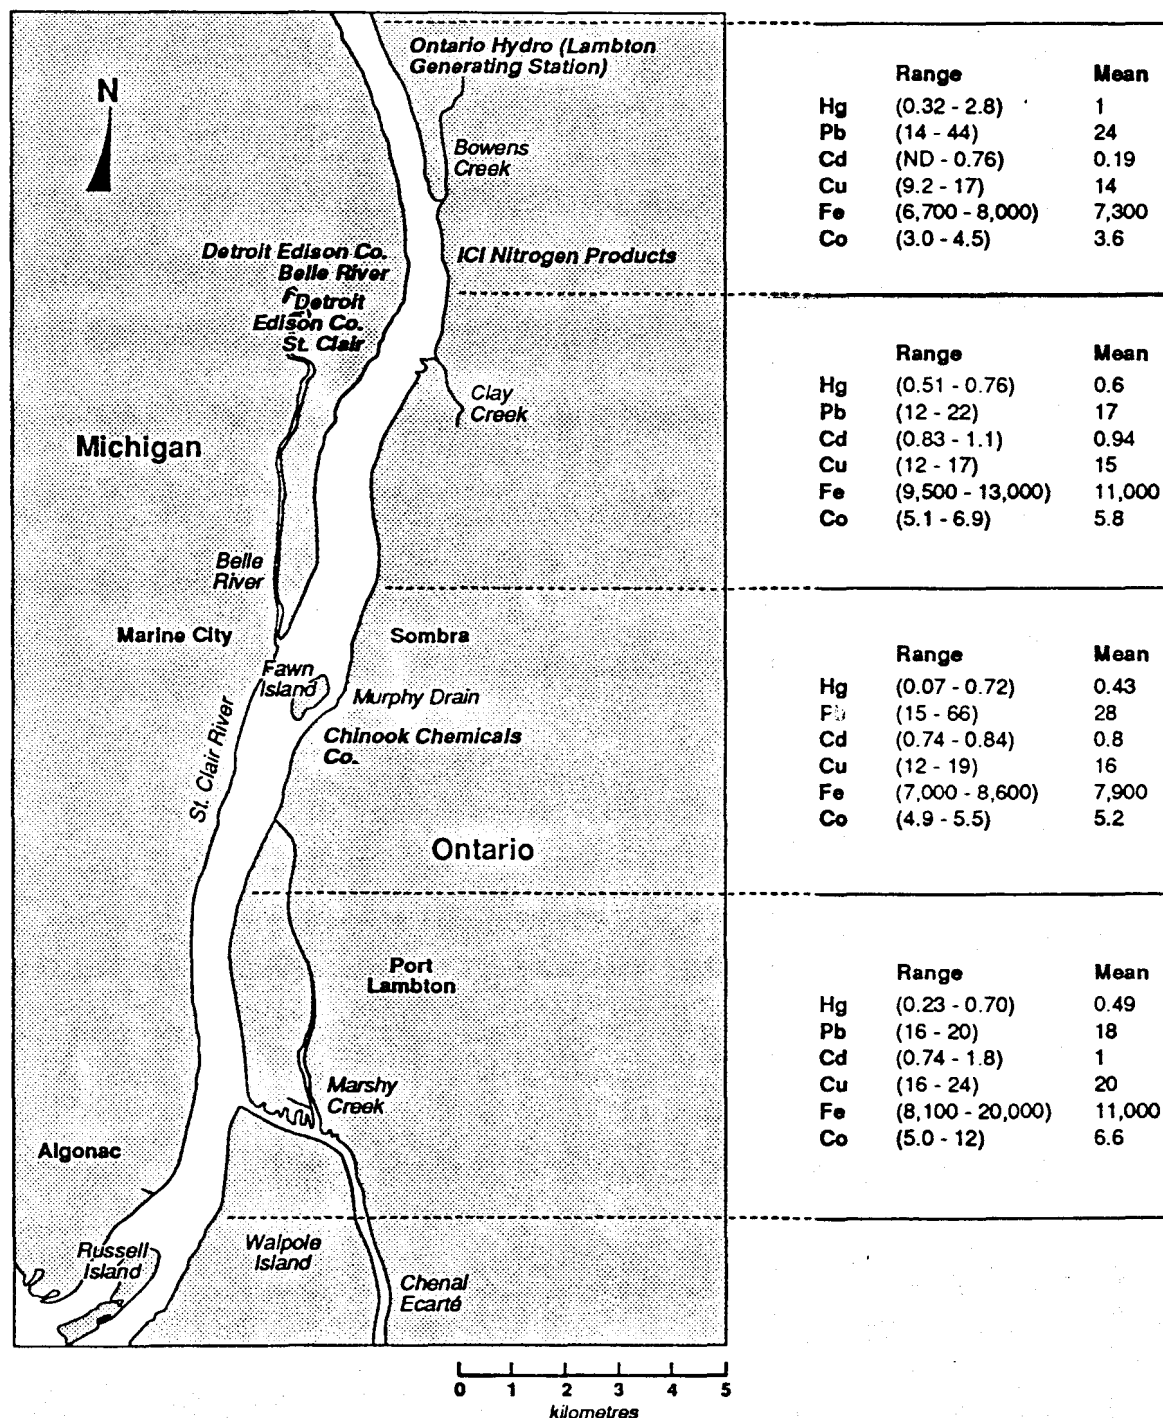 Ontario Hydro (Lambton
Generating Station)
N
Bowens
Creek
Detroit Edison Co.
Belle River
ICI Nitrogen Products
Detroit
Edison Co.
St. Clair
Clay
Creek
Michigan
Belle
River
Marine City
Sombra
Fawn
Island
Murphy Drain
Chinook Chemicals
Co.
St. Clair River
Ontario
Port
Lambton
Marshy
Creek
Algonac
Russell
Island
Walpole
Island
Chenal
Ecarté
0 1 2 3 4 5
kilometres
Range Mean
Hg (0.32 - 2.8) 1
Pb (14 - 44) 24
Cd (ND - 0.76) 0.19
Cu (9.2 - 17) 14
Fe (6,700 - 8,000) 7,300
Co (3.0 - 4.5) 3.6
Range Mean
Hg (0.51 - 0.76) 0.6
Pb (12 - 22) 17
Cd (0.83 - 1.1) 0.94
Cu (12 - 17) 15
Fe (9,500 - 13,000) 11,000
Co (5.1 - 6.9) 5.8
Range Mean
Hg (0.07 - 0.72) 0.43
(15 - 66) 28
Cd (0.74 - 0.84) 0.8
Cu (12 - 19) 16
Fe (7,000 - 8,600) 7,900
Co (4.9 - 5.5) 5.2
Range Mean
Hg (0.23 - 0.70) 0.49
Pb (16 - 20) 18
Cd (0.74 - 1.8) 1
Cu (16 - 24) 20
Fe (8,100 - 20,000) 11,000
Co (5.0 - 12) 6.6